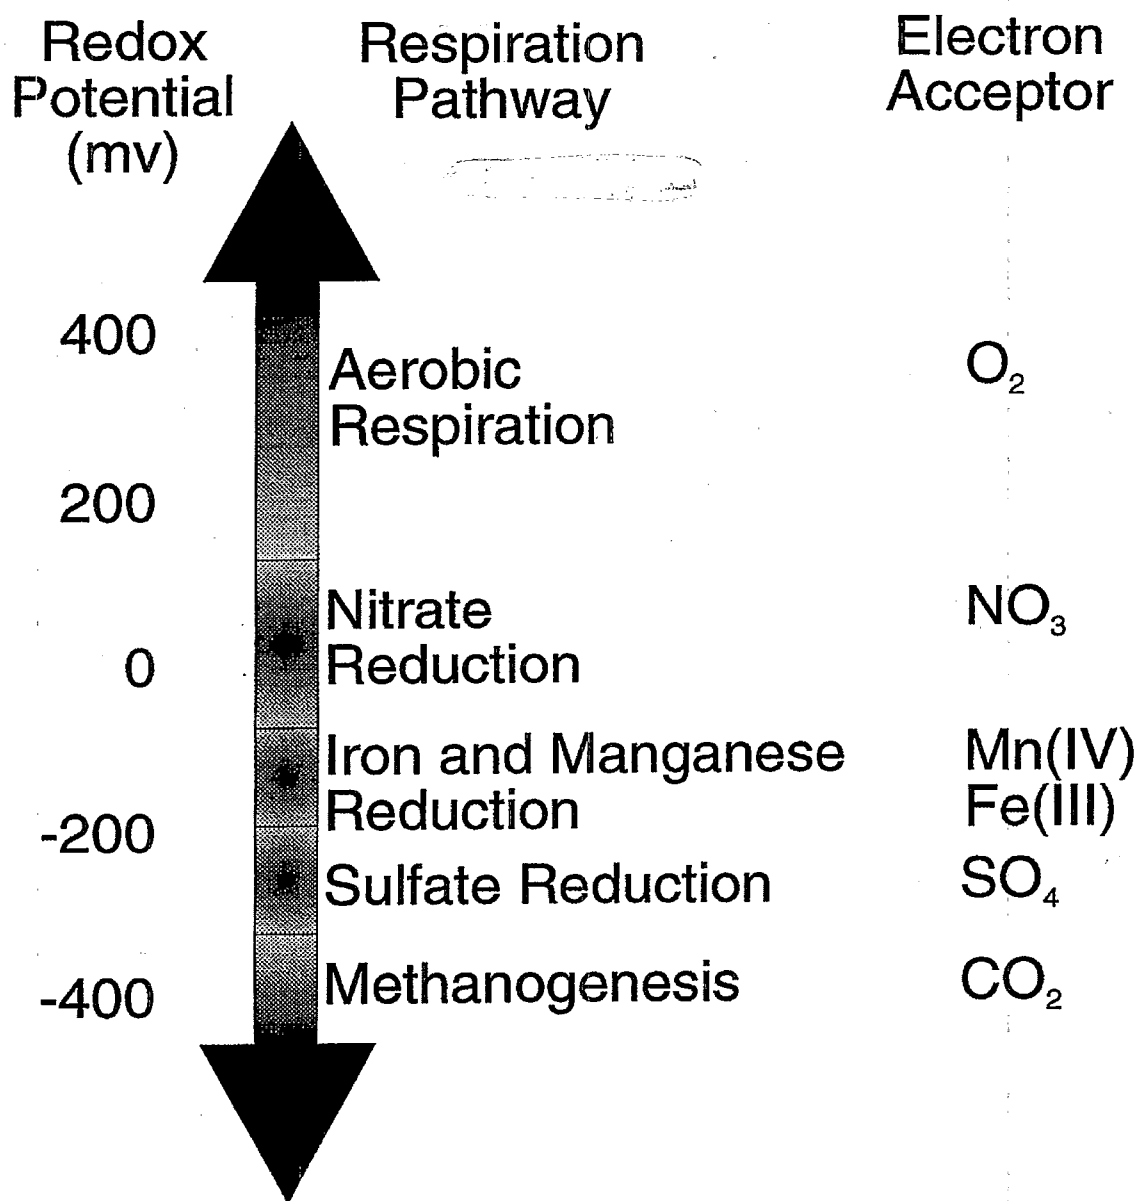 Redox
Potential
(mv)
Respiration
Pathway
Electron
Acceptor
400
Aerobic
Respiration
O₂
200
Nitrate
Reduction
NO₃
0
Iron and Manganese
Reduction
Mn(IV)
Fe(III)
-200
Sulfate Reduction
SO₄
Methanogenesis
CO₂
-400